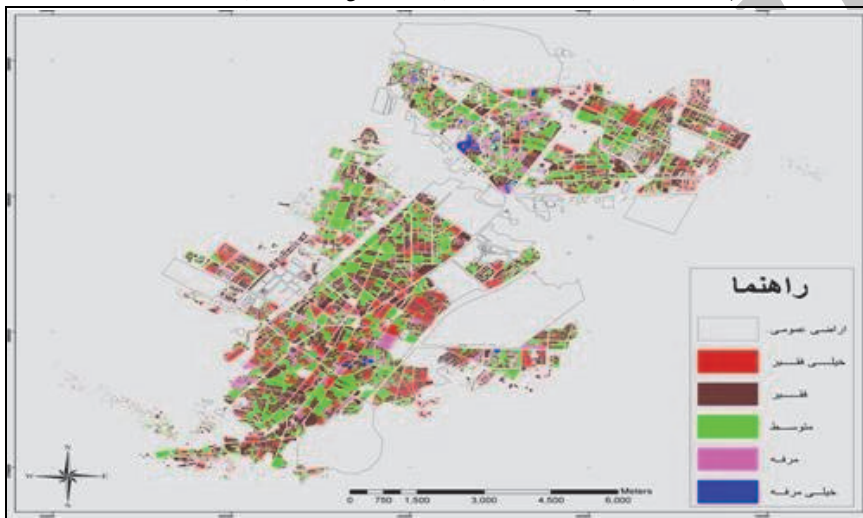 راهنما
اراضی عمومی
خیلی فقیر
فقیر
متوسط
مرفه
خیلی مرفه
N
W E
S
Meters
0 750 1,500 3,000 4,500 6,000